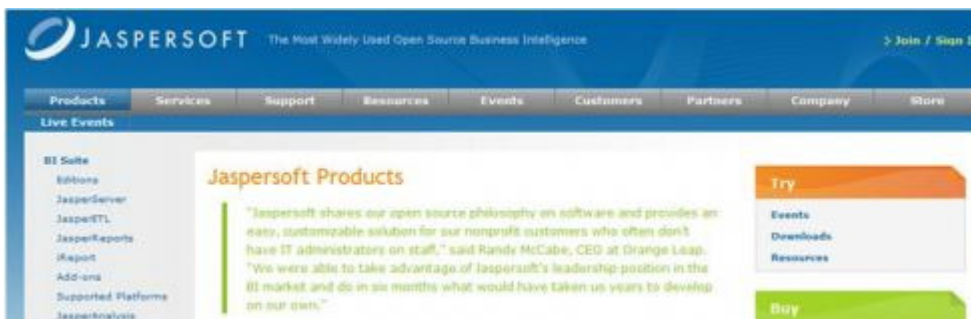 JASPERSOFT The Most Widely Used Open Source Business Intelligence
> Join / Sign I
Products Services Support Resources Events Customers Partners Company Store
Live Events
BI Suite
Editions
JasperServer
JasperETL
JasperReports
iReport
Add-ons
Supported Platforms
JasperAnalysis
Jaspersoft Products
"Jaspersoft shares our open source philosophy on software and provides an
easy, customizable solution for our nonprofit customers who often don't
have IT administrators on staff," said Randy McCabe, CEO at Orange Leap.
"We were able to take advantage of Jaspersoft's leadership position in the
BI market and do in six months what would have taken us years to develop
on our own."
Try
Events
Downloads
Resources
Buy